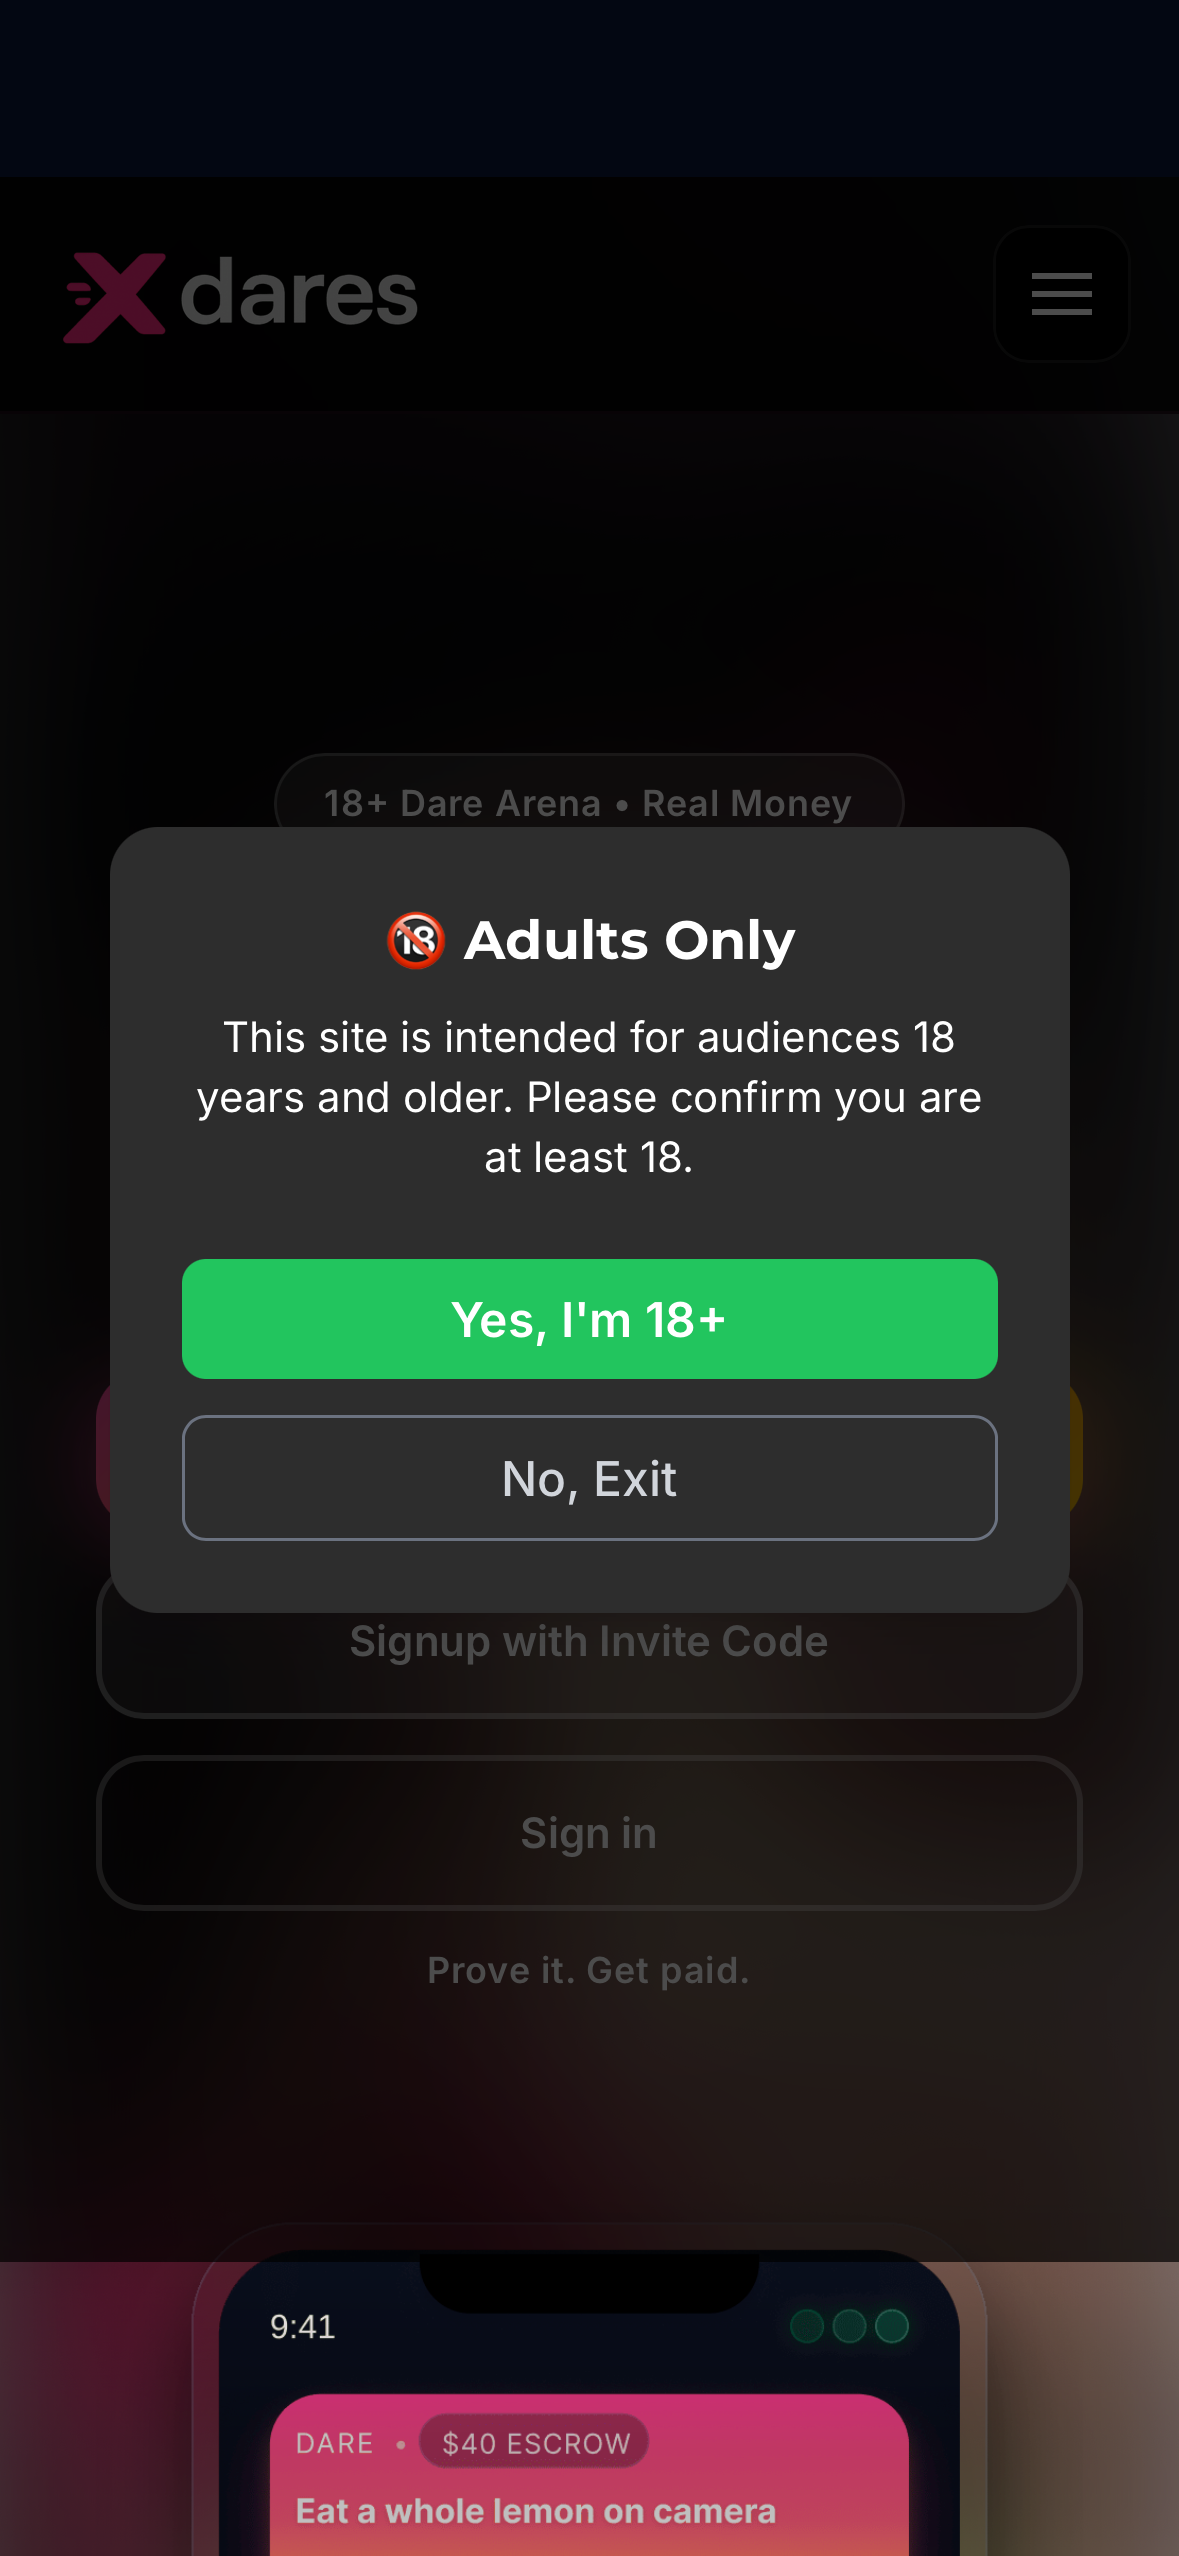 dares
18+ Dare Arena • Real Money
🔞 Adults Only
This site is intended for audiences 18
years and older. Please confirm you are
at least 18.
Yes, I'm 18+
No, Exit
Signup with Invite Code
Sign in
Prove it. Get paid.
9:41
DARE • $40 ESCROW
Eat a whole lemon on camera